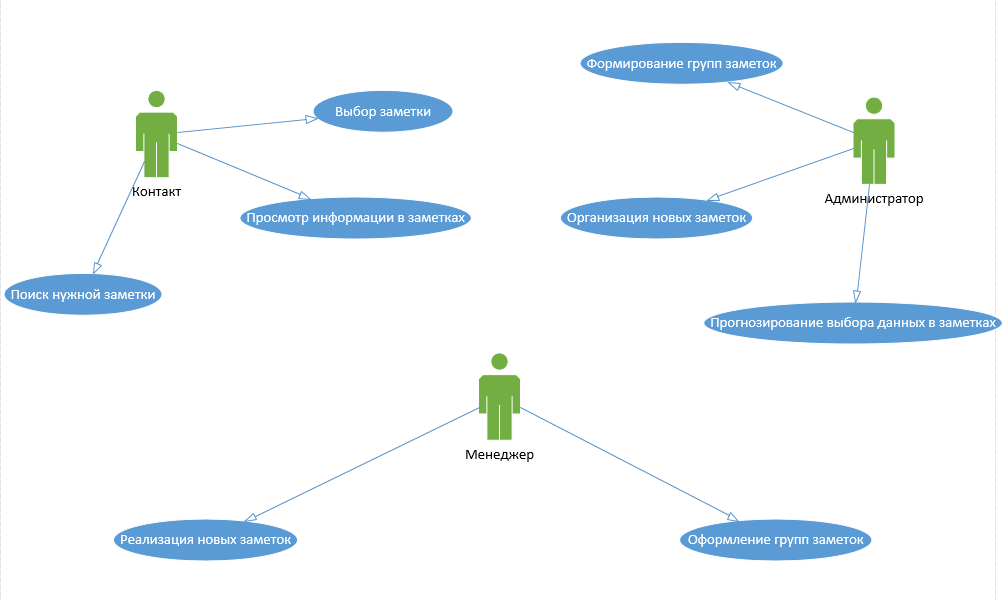 Формирование групп заметок
Выбор заметки
Контакт
Администратор
Просмотр информации в заметках
Организация новых заметок
Поиск нужной заметки
Прогнозирование выбора данных в заметках
Менеджер
Реализация новых заметок
Оформление групп заметок